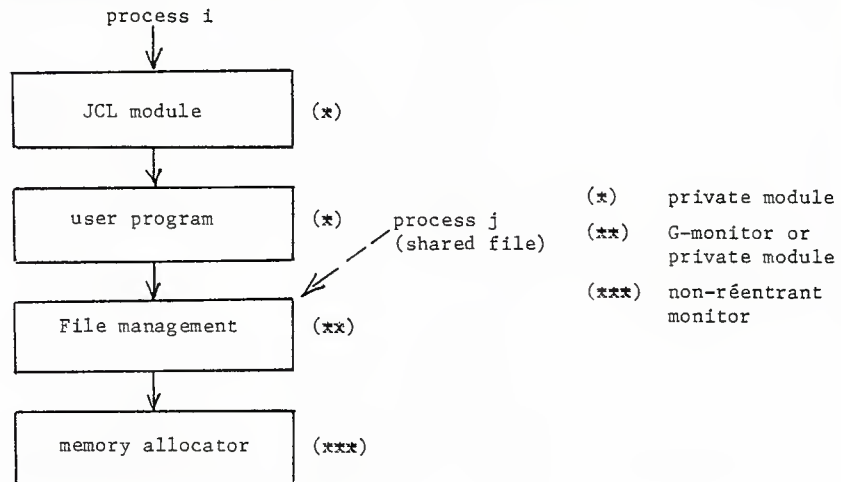 process i
JCL module (*)
user program (*)
process j
(shared file)
File management (**)
memory allocator (***)
(*) private module
(**) G-monitor or
private module
(***) non-réentrant
monitor